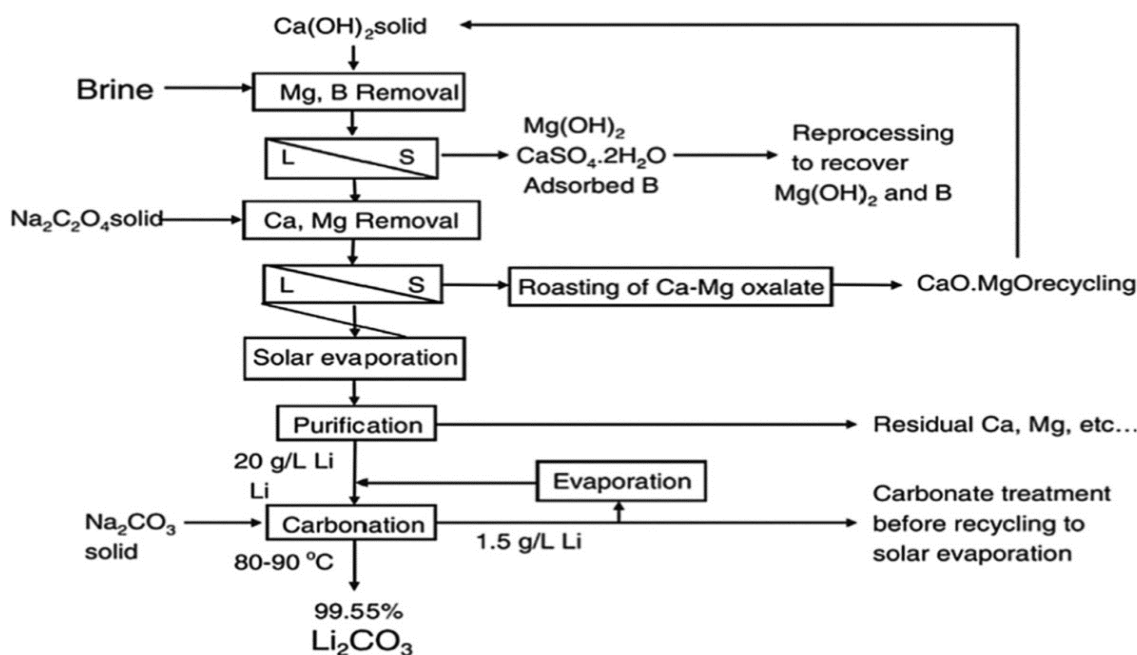 Ca(OH)₂solid
Brine
Mg, B Removal
L S
Mg(OH)₂
CaSO₄.2H₂O
Adsorbed B
Reprocessing
to recover
Mg(OH)₂ and B
Na₂C₂O₄solid
Ca, Mg Removal
L S
Roasting of Ca-Mg oxalate
CaO.MgOrecycling
Solar evaporation
Purification
Residual Ca, Mg, etc...
20 g/L Li
Li
Evaporation
Na₂CO₃
solid
Carbonation
1.5 g/L Li
Carbonate treatment
before recycling to
solar evaporation
80-90 °C
99.55%
Li₂CO₃